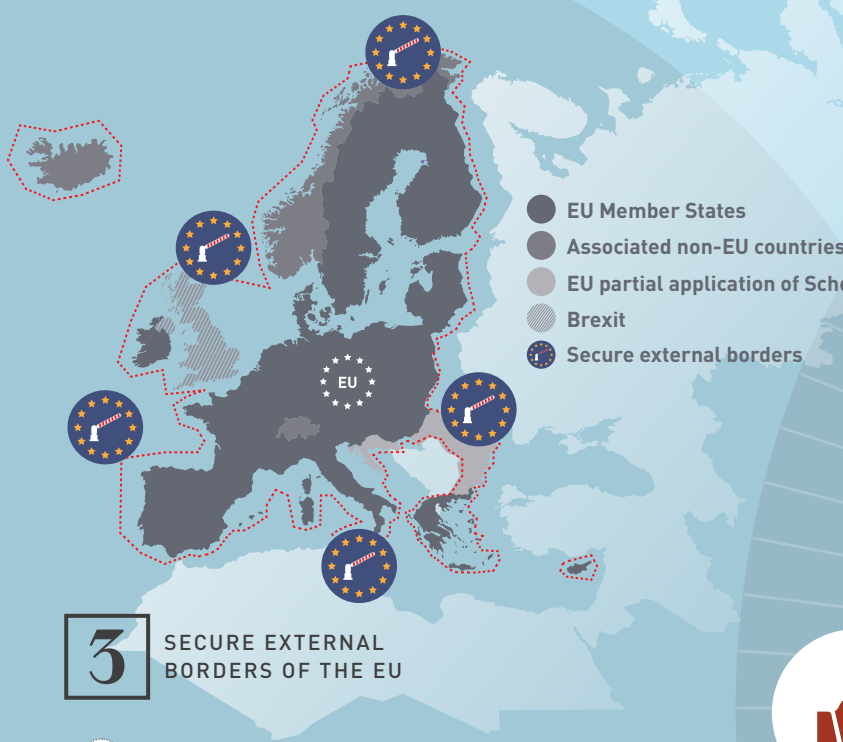 EU Member States
Associated non-EU countries
EU partial application of
Brexit
Secure external borders
EU
3
SECURE EXTERNAL
BORDERS OF THE EU